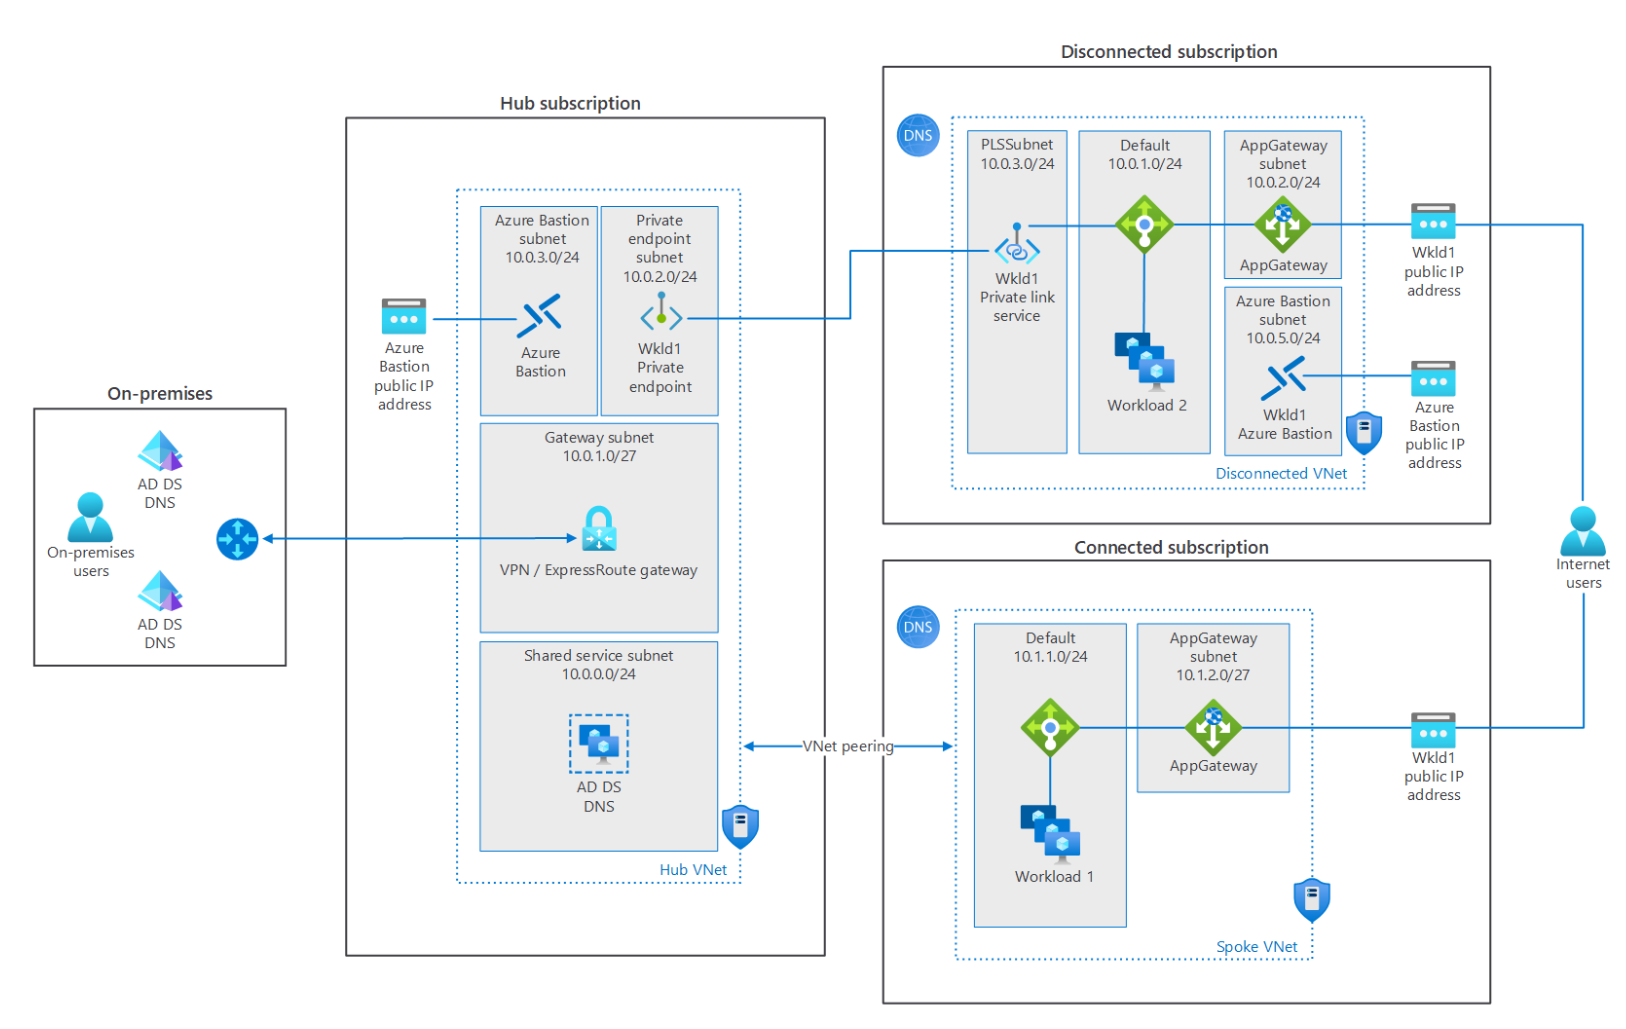 Disconnected subscription
Hub subscription
On-premises
AD DS
DNS
On-premises
users
AD DS
DNS
Azure
Bastion
public IP
address
Azure Bastion
subnet
10.0.3.0/24
Azure
Bastion
Private
endpoint
subnet
10.0.2.0/24
Wkld1
Private
endpoint
Gateway subnet
10.0.1.0/27
VPN / ExpressRoute gateway
Shared service subnet
10.0.0.0/24
AD DS
DNS
Hub VNet
VNet peering
DNS
PLSSubnet
10.0.3.0/24
Wkld1
Private link
service
Default
10.0.1.0/24
Workload 2
AppGateway
subnet
10.0.2.0/24
AppGateway
Azure Bastion
subnet
10.0.5.0/24
Wkld1
Azure Bastion
Disconnected VNet
Wkld1
public IP
address
Azure
Bastion
public IP
address
Connected subscription
DNS
Default
10.1.1.0/24
Workload 1
AppGateway
subnet
10.1.2.0/27
AppGateway
Spoke VNet
Wkld1
public IP
address
Internet
users